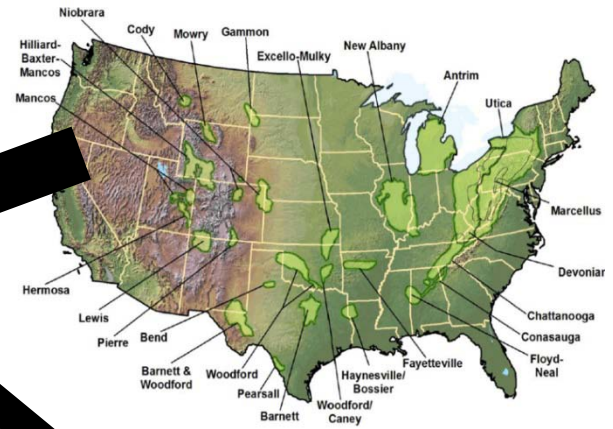 Niobrara
Cody
Mowry
Gammon
Hilliard-
Baxter-
Mancos
Excello-Mulky
New Albany
Antrim
Mancos
Utica
Marcellus
Devonian
Hermosa
Lewis
Pierre
Bend
Barnett &
Woodford
Woodford
Pearsall
Barnett
Woodford/
Caney
Haynesville/
Bossier
Fayetteville
Floyd-
Neal
Conasauga
Chattanooga